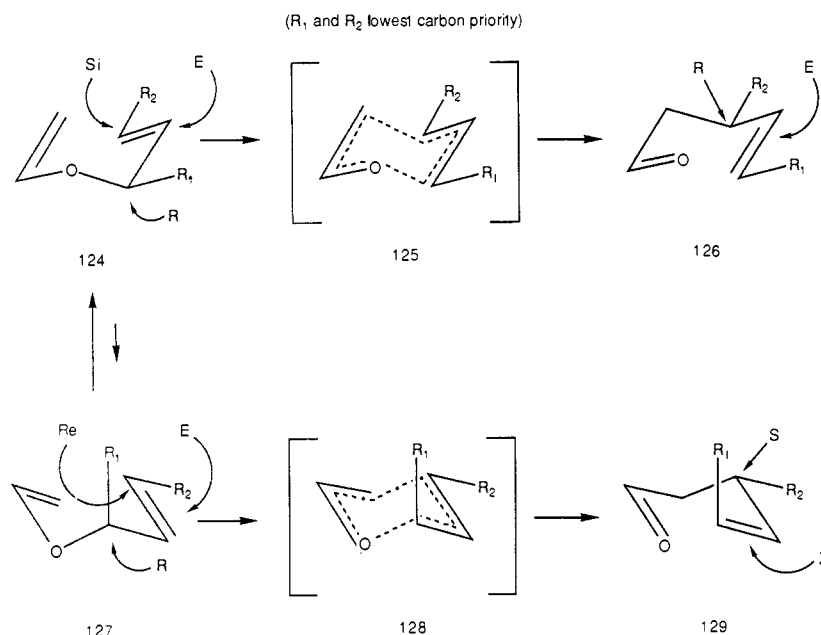 (R₁ and R₂ lowest carbon priority)
Si
E
R₂
O
R₁
R
R₂
O
R₁
R
R₂
E
O
R₁
124
125
126
Re
E
R₁
R₂
O
R
R₁
R₂
O
R₁
S
R₂
O
127
128
129